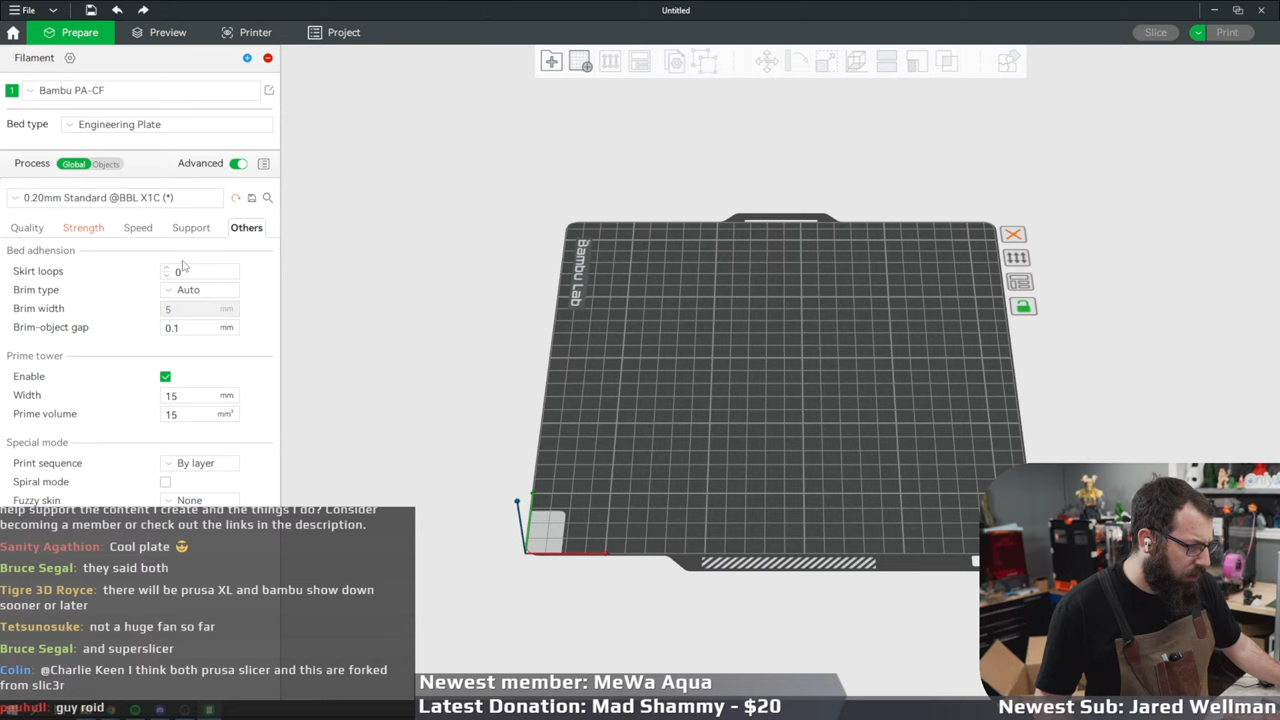 File
Untitled
Prepare
Preview
Printer
Project
Slice
Print
Filament
1
Bambu PA-CF
Bed type
Engineering Plate
Process
Global
Objects
Advanced
0.20mm Standard @BBL X1C (*)
Quality
Strength
Speed
Support
Others
Bed adhension
Skirt loops
0
Brim type
Auto
Brim width
5 mm
Brim-object gap
0.1 mm
Prime tower
Enable
Width
15 mm
Prime volume
15 mm³
Special mode
Print sequence
By layer
Spiral mode
Fuzzy skin
None
Bambu Lab
help support the content I create and the things I do? Consider
becoming a member or check out the links in the description.
Sanity Agathion: Cool plate
Bruce Segal: they said both
Tigre 3D Royce: there will be prusa XL and bambu show down
sooner or later
Tetsunosuke: not a huge fan so far
Bruce Segal: and superslicer
Colin: @Charlie Keen I think both prusa slicer and this are forked
from slic3r
guy roid
Newest member: MeWa Aqua
Latest Donation: Mad Shammy - $20
Newest Sub: Jared Wellman